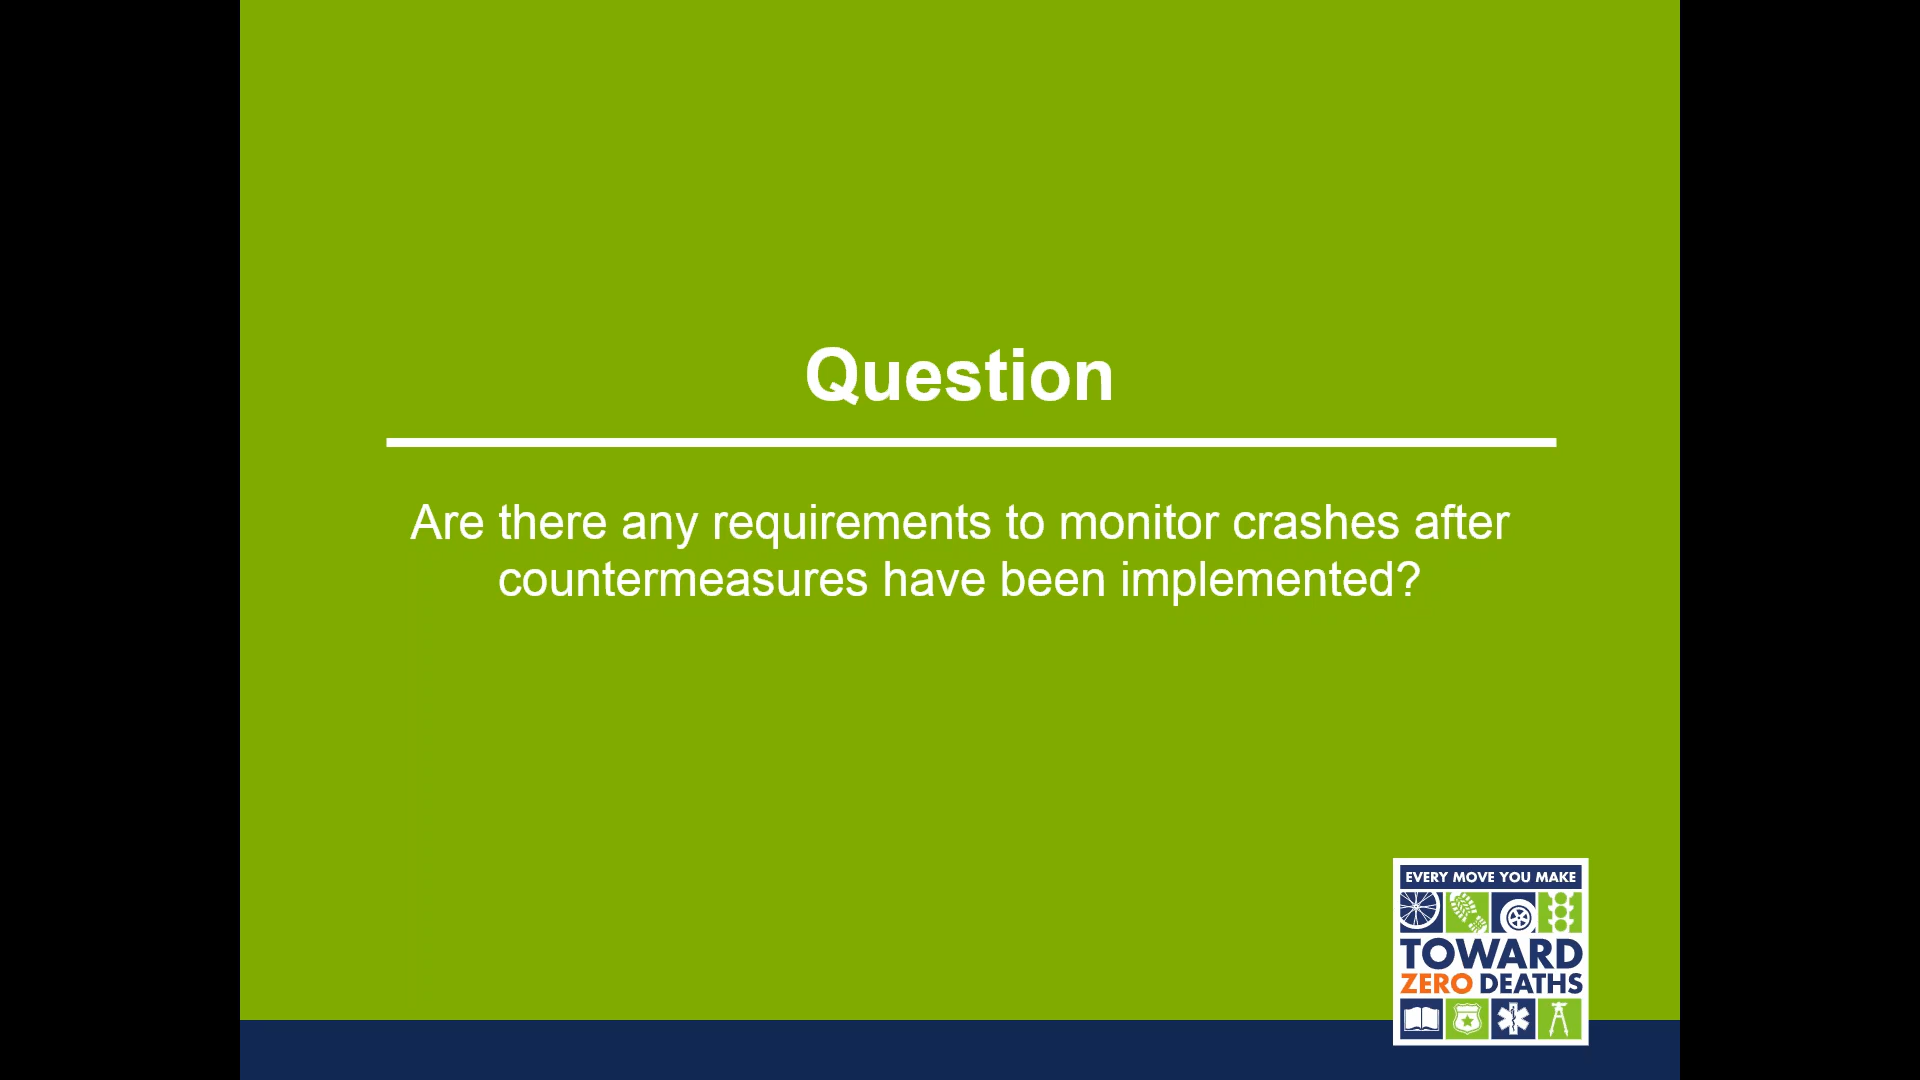 Question
Are there any requirements to monitor crashes after
countermeasures have been implemented?
EVERY MOVE YOU MAKE
TOWARD
ZERO DEATHS